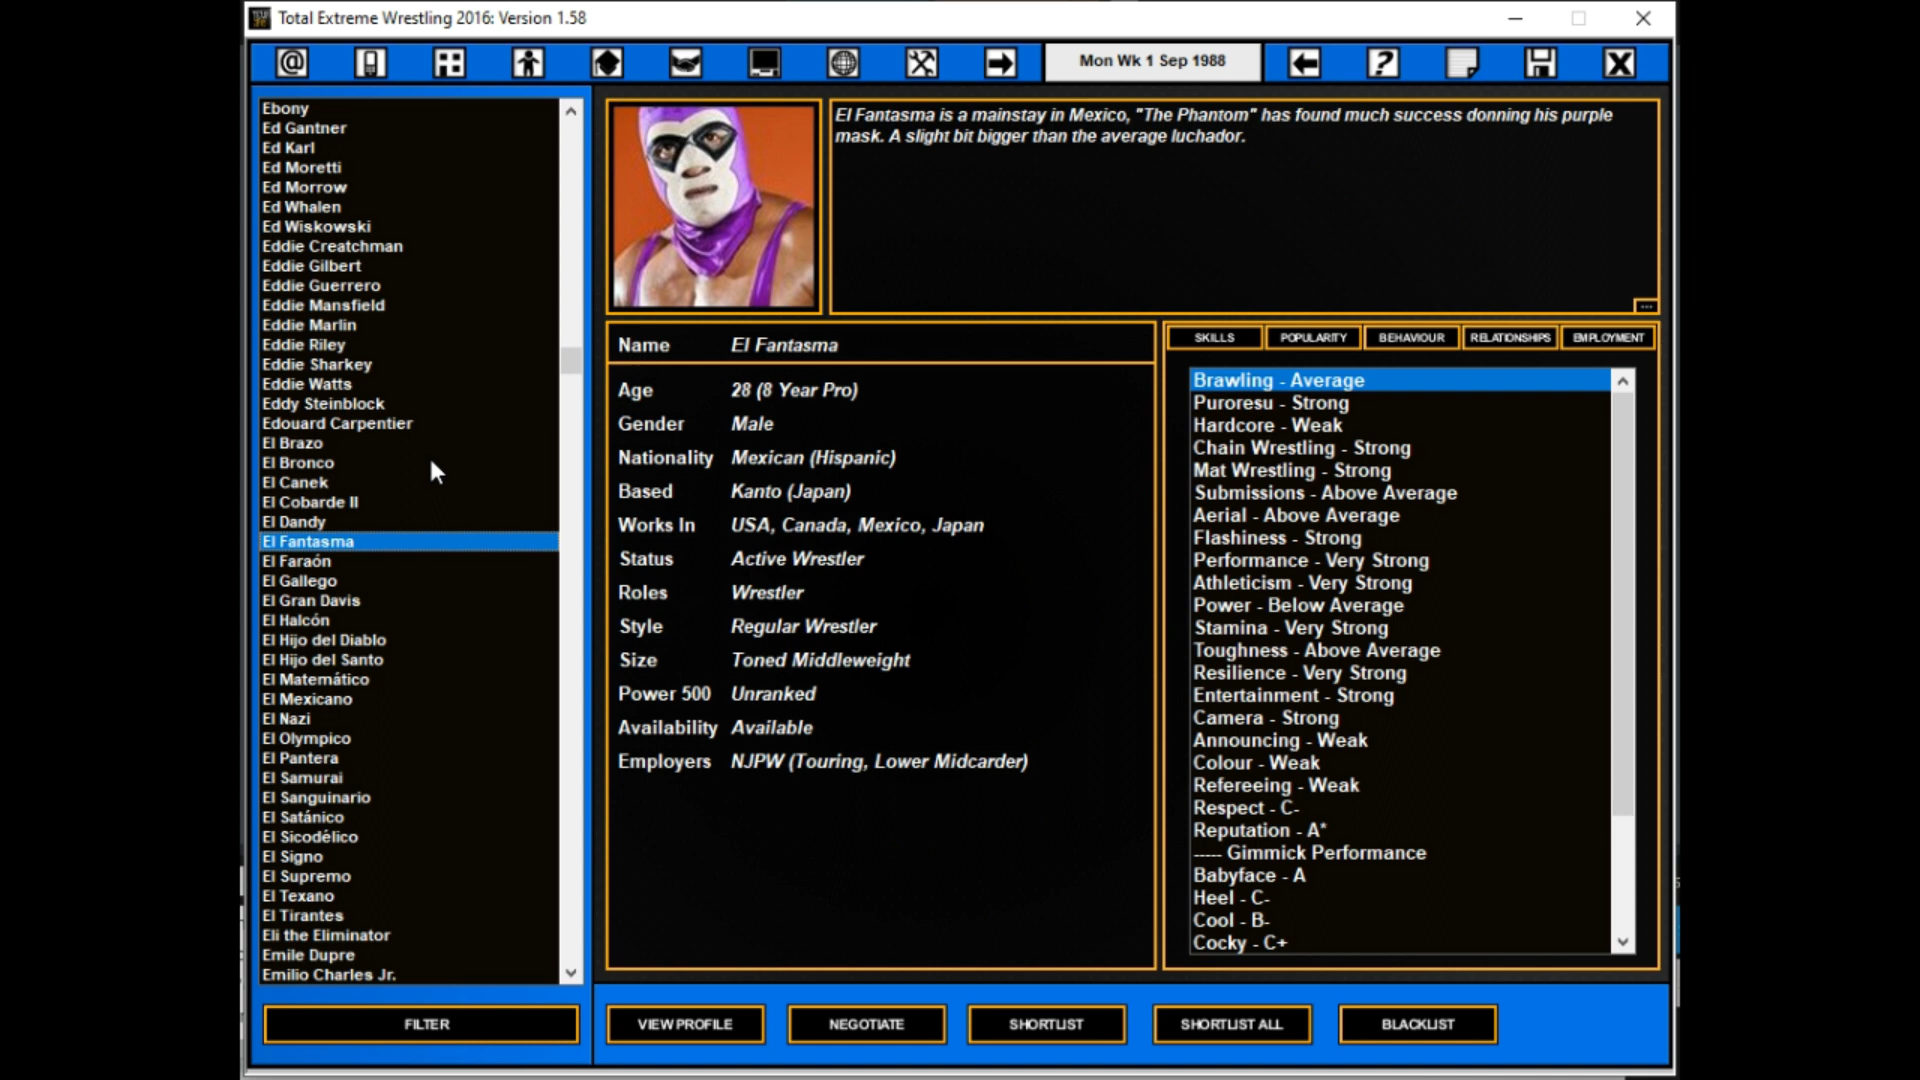 Total Extreme Wrestling 2016: Version 1.58
Mon Wk 1 Sep 1988
Ebony
Ed Gantner
Ed Karl
Ed Moretti
Ed Morrow
Ed Whalen
Ed Wiskowski
Eddie Creatchman
Eddie Gilbert
Eddie Guerrero
Eddie Mansfield
Eddie Marlin
Eddie Riley
Eddie Sharkey
Eddie Watts
Eddy Steinblock
Edouard Carpentier
El Brazo
El Bronco
El Canek
El Cobarde II
El Dandy
El Fantasma
El Faraón
El Gallego
El Gran Davis
El Halcón
El Hijo del Diablo
El Hijo del Santo
El Matemático
El Mexicano
El Nazi
El Olympico
El Pantera
El Samurai
El Sanguinario
El Satánico
El Sicodélico
El Signo
El Supremo
El Texano
El Tirantes
Eli the Eliminator
Emile Dupre
Emilio Charles Jr.
FILTER
El Fantasma is a mainstay in Mexico, "The Phantom" has found much success donning his purple
mask. A slight bit bigger than the average luchador.
...
Name El Fantasma
Age 28 (8 Year Pro)
Gender Male
Nationality Mexican (Hispanic)
Based Kanto (Japan)
Works In USA, Canada, Mexico, Japan
Status Active Wrestler
Roles Wrestler
Style Regular Wrestler
Size Toned Middleweight
Power 500 Unranked
Availability Available
Employers NJPW (Touring, Lower Midcarder)
SKILLS POPULARITY BEHAVIOUR RELATIONSHIPS EMPLOYMENT
Brawling - Average
Puroresu - Strong
Hardcore - Weak
Chain Wrestling - Strong
Mat Wrestling - Strong
Submissions - Above Average
Aerial - Above Average
Flashiness - Strong
Performance - Very Strong
Athleticism - Very Strong
Power - Below Average
Stamina - Very Strong
Toughness - Above Average
Resilience - Very Strong
Entertainment - Strong
Camera - Strong
Announcing - Weak
Colour - Weak
Refereeing - Weak
Respect - C-
Reputation - A*
----- Gimmick Performance
Babyface - A
Heel - C-
Cool - B-
Cocky - C+
VIEW PROFILE NEGOTIATE SHORTLIST SHORTLIST ALL BLACKLIST